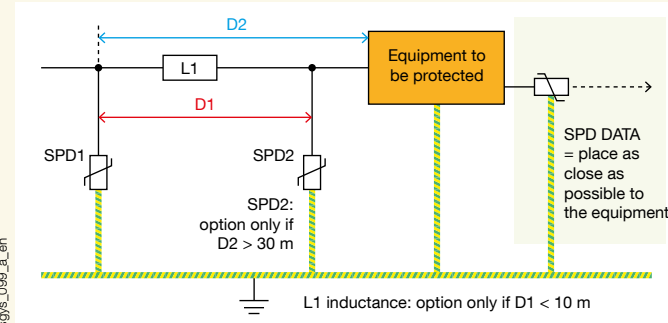 D2
Equipment to
be protected
L1
D1
SPD1
SPD2
SPD2:
option only if
D2 > 30 m
SPD DATA
= place as
close as
possible to
the equipment
L1 inductance: option only if D1 < 10 m